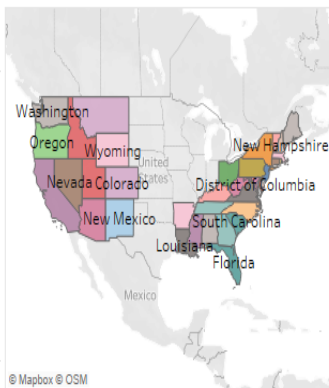 Washington
Oregon
Wyoming
New Hampshire
United
States
Nevada
Colorado
District of Columbia
New Mexico
South Carolina
Louisiana
Florida
Mexico
© Mapbox © OSM